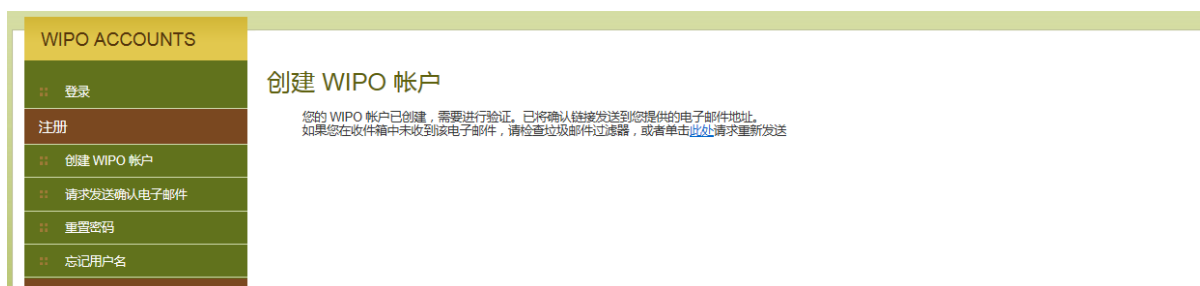 WIPO ACCOUNTS
登录
注册
创建 WIPO 帐户
请求发送确认电子邮件
重置密码
忘记用户名
创建 WIPO 帐户
您的 WIPO 帐户已创建，需要进行验证。已将确认链接发送到您提供的电子邮件地址。
如果您在收件箱中未收到该电子邮件，请检查垃圾邮件过滤器，或者单击此处请求重新发送